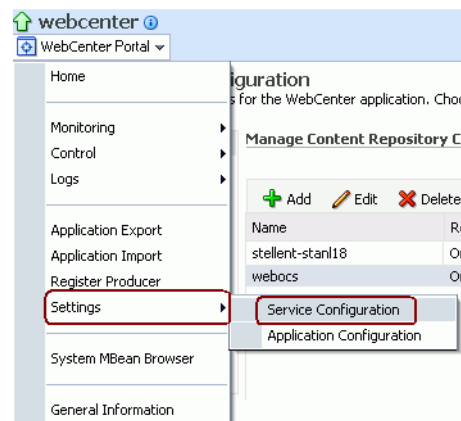 webcenter
WebCenter Portal
Home
iguration
s for the WebCenter application. Cho
Monitoring
Manage Content Repository C
Control
Logs
Add Edit Delete
Application Export
Name
Application Import
stellent-stanl18
Register Producer
webocs
Settings
Service Configuration
Application Configuration
System MBean Browser
General Information